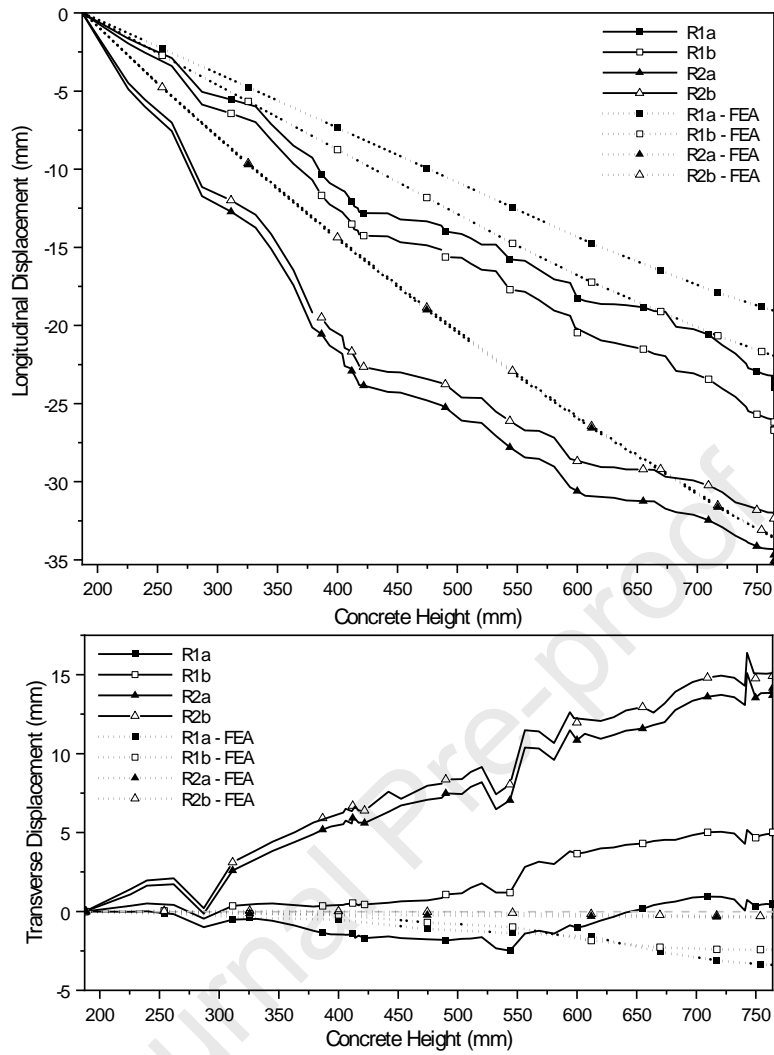 0
-5
-10
-15
-20
-25
-30
-35
Longitudinal Displacement (mm)
R1a
R1b
R2a
R2b
R1a - FEA
R1b - FEA
R2a - FEA
R2b - FEA
200 250 300 350 400 450 500 550 600 650 700 750
Concrete Height (mm)
15
10
5
0
-5
Transverse Displacement (mm)
R1a
R1b
R2a
R2b
R1a - FEA
R1b - FEA
R2a - FEA
R2b - FEA
200 250 300 350 400 450 500 550 600 650 700 750
Concrete Height (mm)
urnal Pre-proof